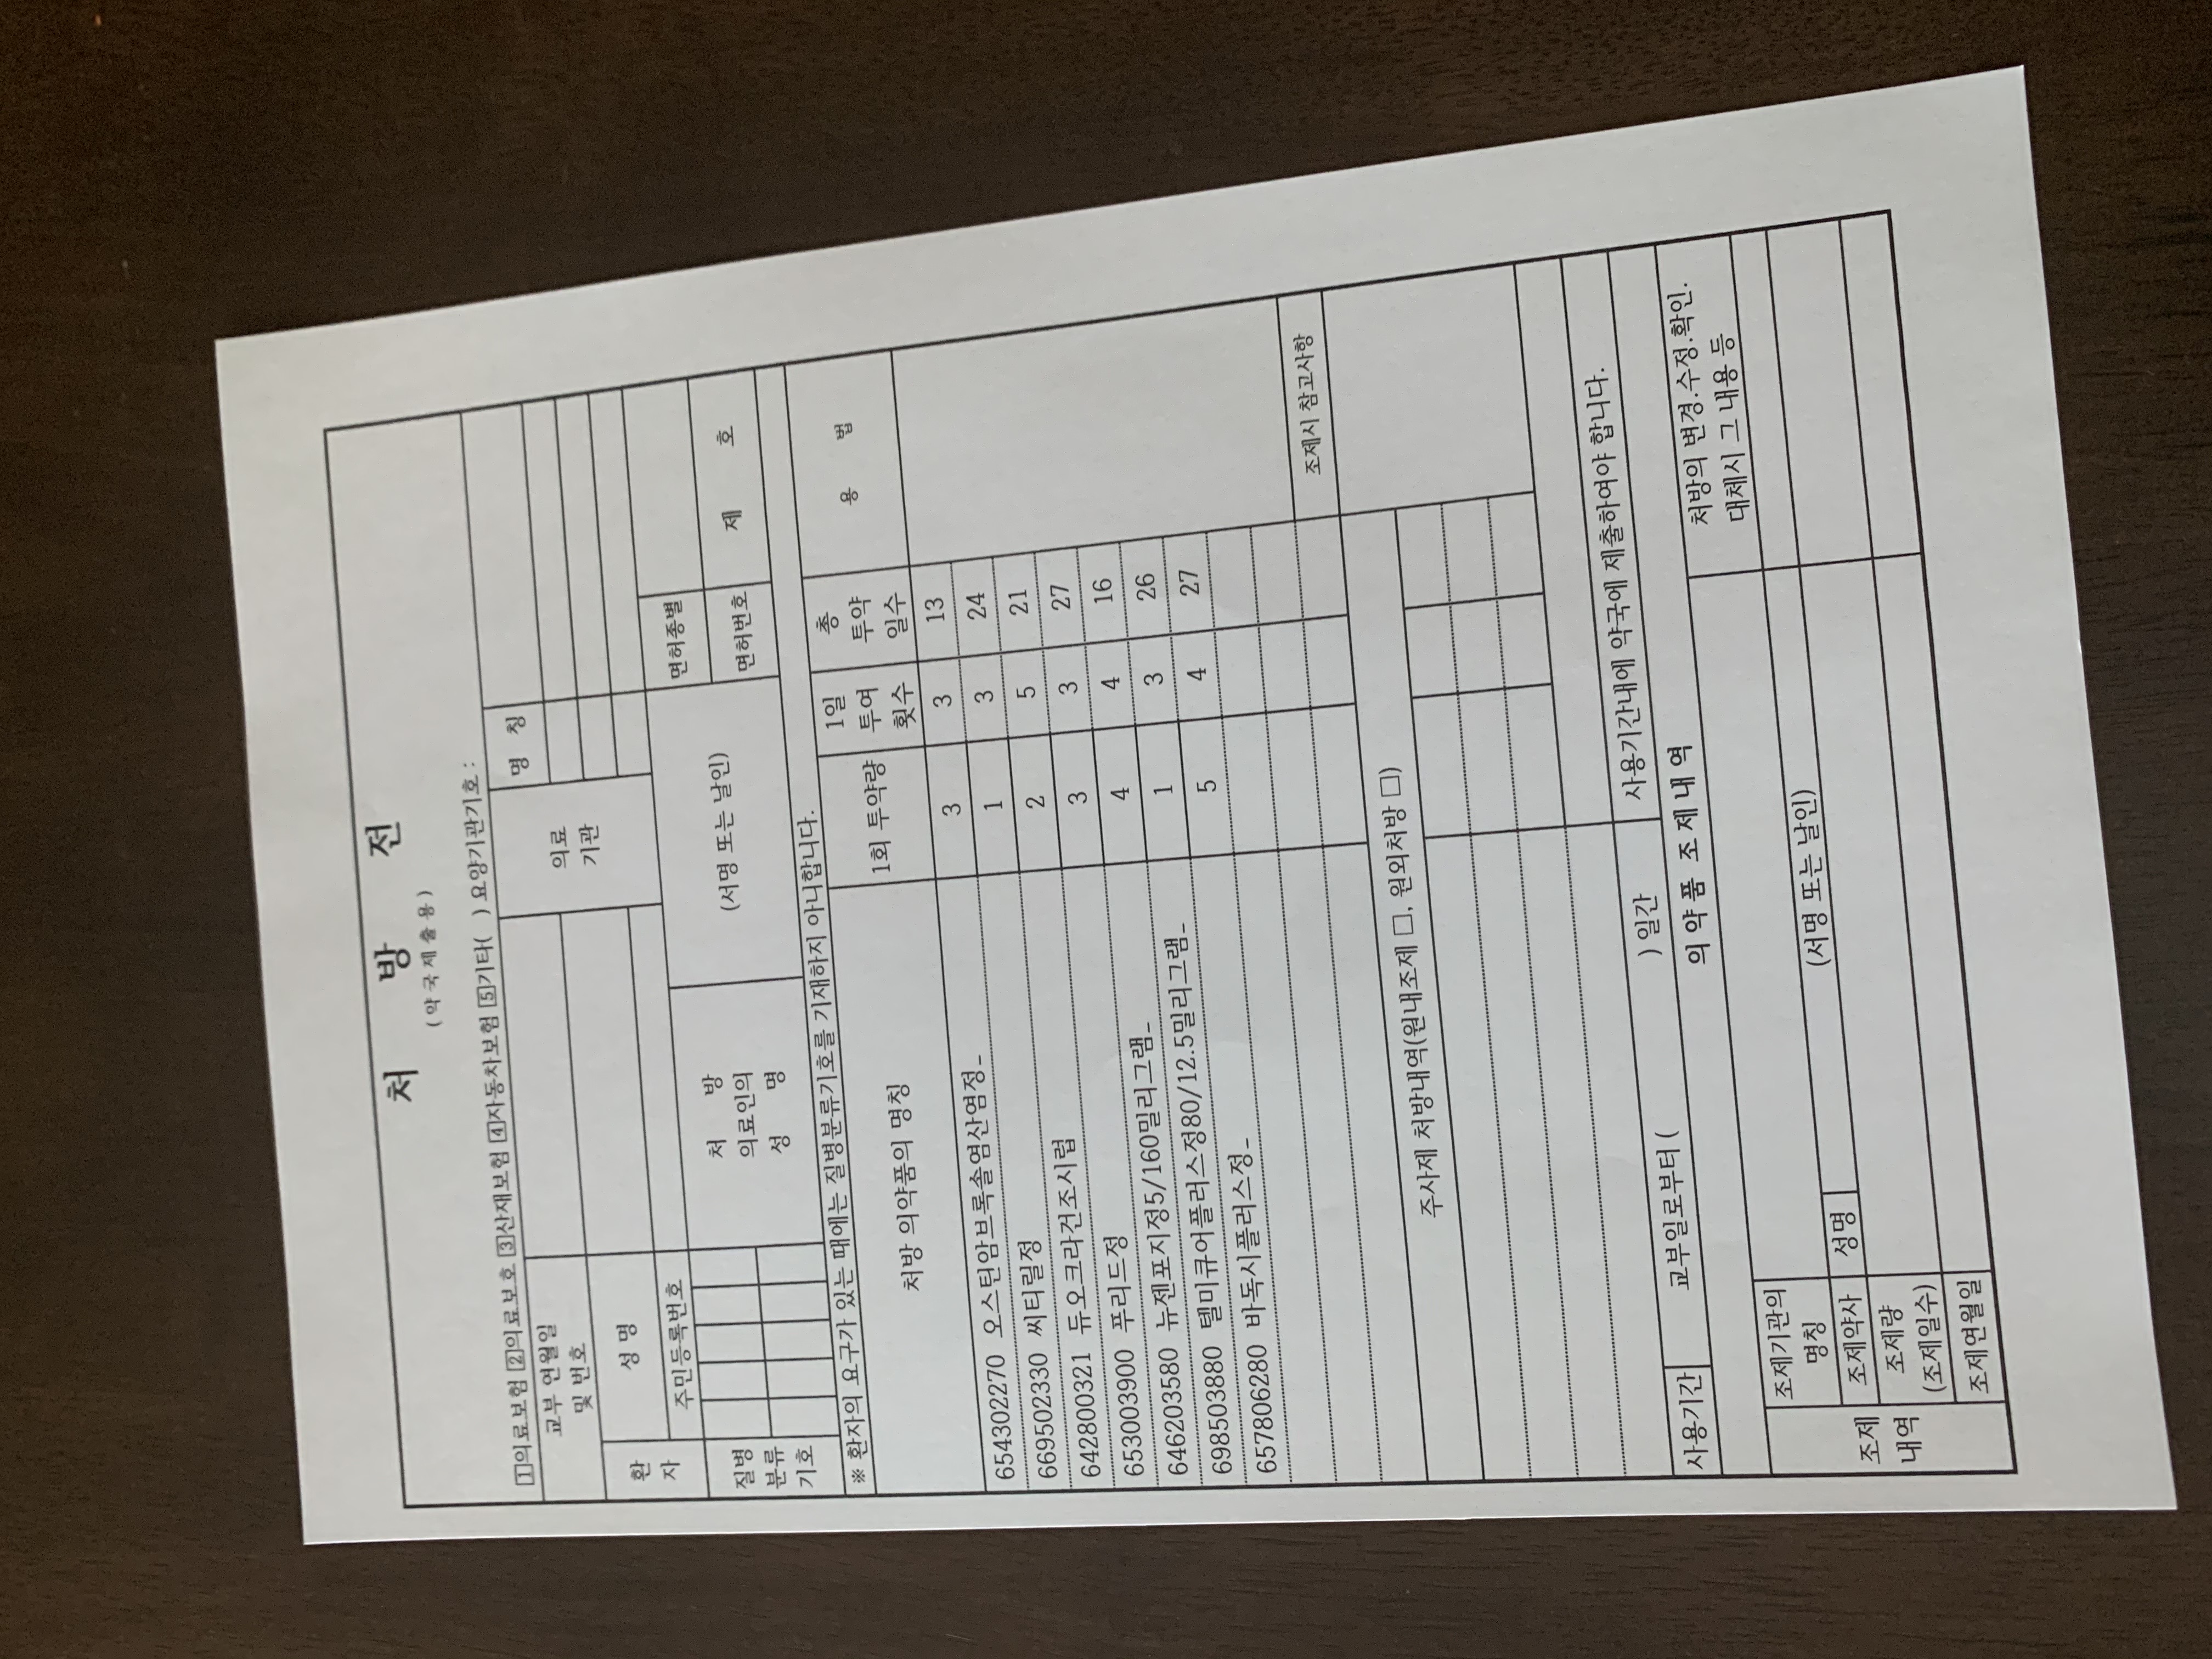 처 방 전
(약국제출용)
1의료보험 2의료보호 3산재보험 4자동차보험 5기타( ) 요양기관기호 :
교부 연월일
및 번호
의료
기관
명 칭
환
자
성 명
주민등록번호
질병
분류
기호
처 방
의료인의
성 명
(서명 또는 날인)
면허종별
면허번호
제 호
※ 환자의 요구가 있는 때에는 질병분류기호를 기재하지 아니합니다.
처방 의약품의 명칭
1회 투약량
1일
투여
횟수
총
투약
일수
용 법
654302270 오스틴암브록솔염산염정_ 3 3 13
669502330 씨티릴정 1 3 24
642800321 듀오크라건조시럽 2 5 21
653003900 푸리드정 3 3 27
646203580 뉴젠포지정5/160밀리그램_ 4 4 16
698503880 텔미큐어플러스정80/12.5밀리그램_ 1 3 26
657806280 바독시플러스정_ 5 4 27
조제시 참고사항
주사제 처방내역(원내조제 □, 원외처방 □)
사용기간 교부일로부터 ( ) 일간 사용기간내에 약국에 제출하여야 합니다.
의약품 조제내역
조제
내역
조제기관의
명칭
처방의 변경.수정.확인.
대체시 그 내용 등
조제약사 성명 (서명 또는 날인)
조제량
(조제일수)
조제연월일